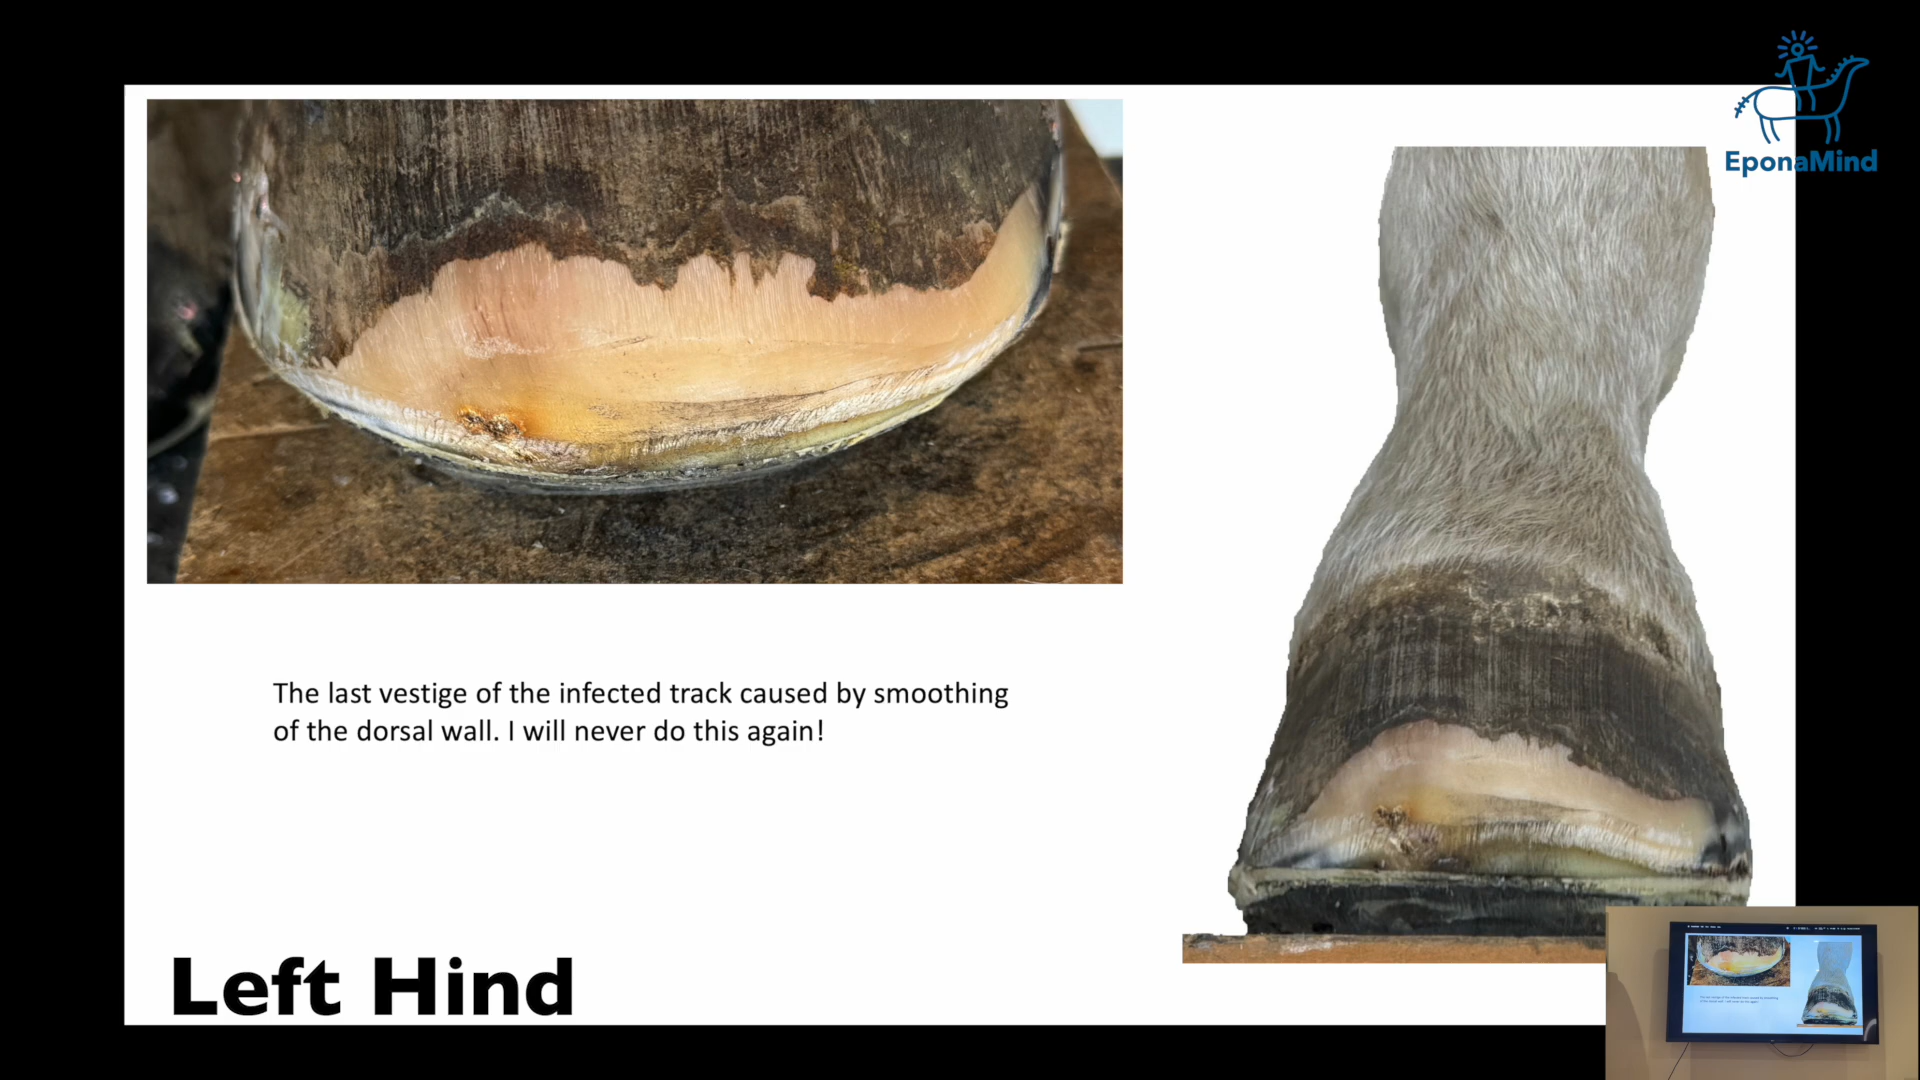 EponaMind
The last vestige of the infected track caused by smoothing
of the dorsal wall. I will never do this again!
Left Hind